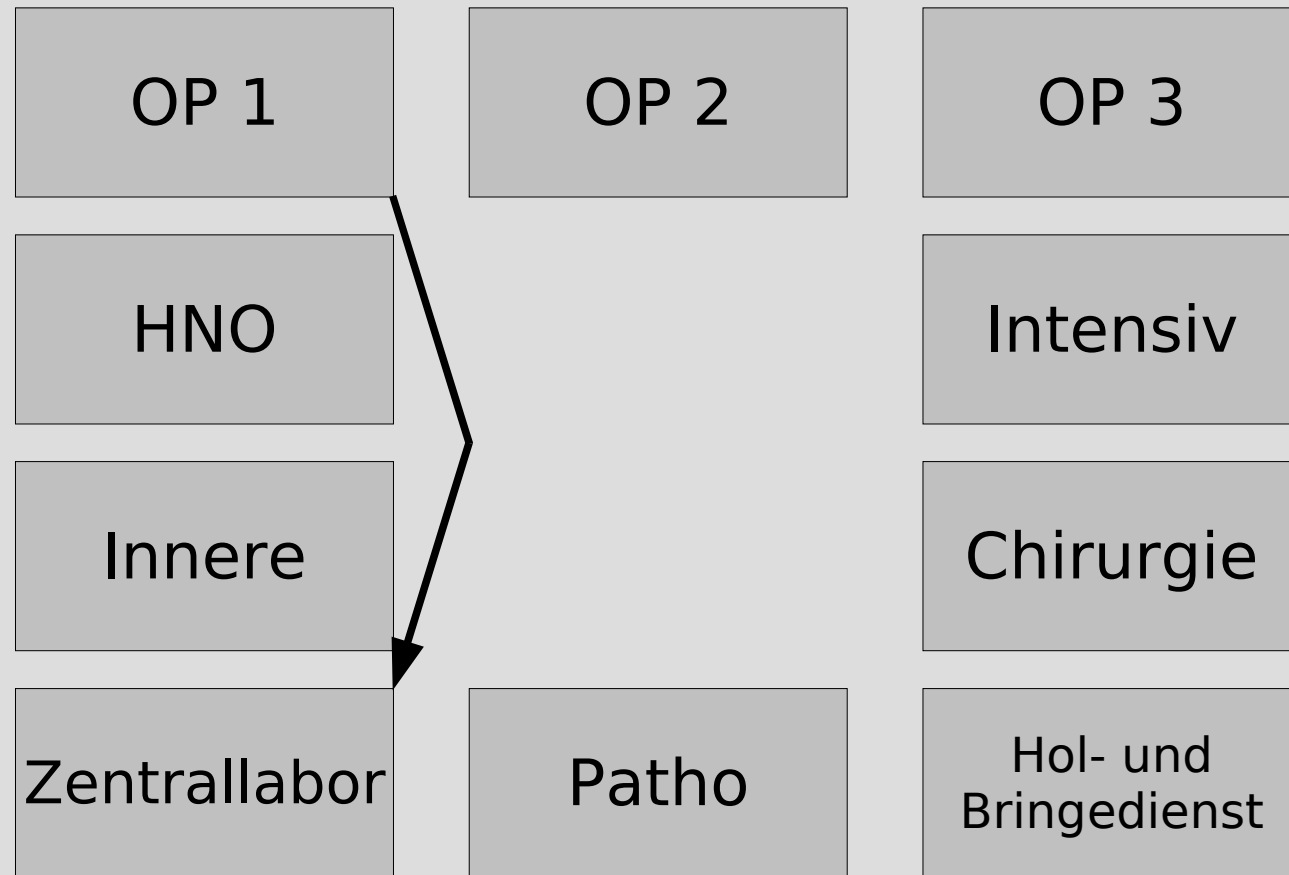 OP 1
OP 2
OP 3
HNO
Intensiv
Innere
Chirurgie
Zentrallabor
Patho
Hol- und
Bringedienst